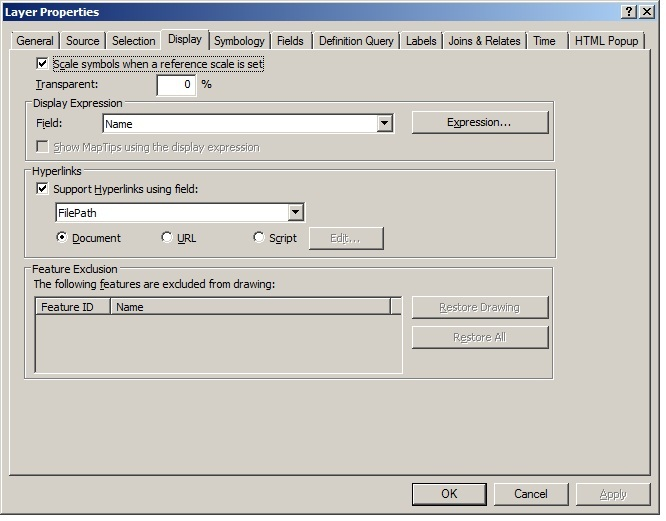 Layer Properties
General Source Selection Display Symbology Fields Definition Query Labels Joins & Relates Time HTML Popup
Scale symbols when a reference scale is set
Transparent: 0 %
Display Expression
Field: Name Expression...
Show MapTips using the display expression
Hyperlinks
Support Hyperlinks using field:
FilePath
Document URL Script Edit...
Feature Exclusion
The following features are excluded from drawing:
Feature ID Name Restore Drawing
Restore All
OK Cancel Apply